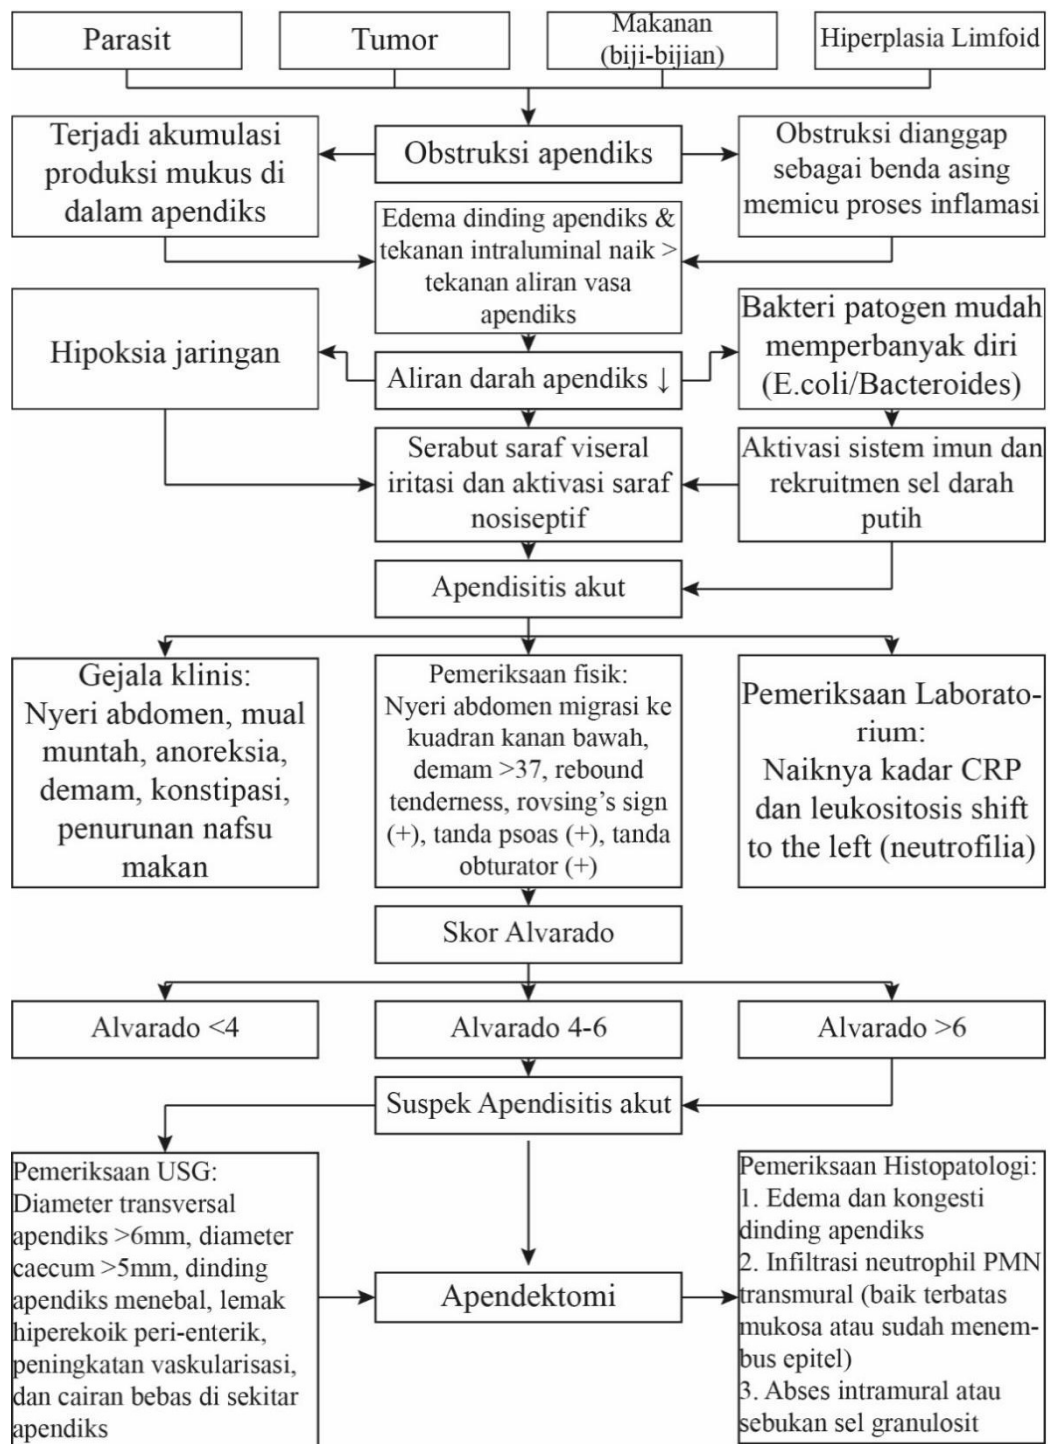 Parasit
Tumor
Makanan
(biji-bijian)
Hiperplasia Limfoid
Terjadi akumulasi
produksi mukus di
dalam apendiks
Obstruksi apendiks
Obstruksi dianggap
sebagai benda asing
memicu proses inflamasi
Edema dinding apendiks &
tekanan intraluminal naik >
tekanan aliran vasa
apendiks
Hipoksia jaringan
Aliran darah apendiks ↓
Bakteri patogen mudah
memperbanyak diri
(E.coli/Bacteroides)
Serabut saraf viseral
iritasi dan aktivasi saraf
nosiseptif
Aktivasi sistem imun dan
rekruitmen sel darah
putih
Apendisitis akut
Gejala klinis:
Nyeri abdomen, mual
muntah, anoreksia,
demam, konstipasi,
penurunan nafsu
makan
Pemeriksaan fisik:
Nyeri abdomen migrasi ke
kuadran kanan bawah,
demam >37, rebound
tenderness, rovsing’s sign
(+), tanda psoas (+), tanda
obturator (+)
Pemeriksaan Laborato-
rium:
Naiknya kadar CRP
dan leukositosis shift
to the left (neutrofilia)
Skor Alvarado
Alvarado <4
Alvarado 4-6
Alvarado >6
Suspek Apendisitis akut
Pemeriksaan USG:
Diameter transversal
apendiks >6mm, diameter
caecum >5mm, dinding
apendiks menebal, lemak
hiperekoik peri-enterik,
peningkatan vaskularisasi,
dan cairan bebas di sekitar
apendiks
Apendektomi
Pemeriksaan Histopatologi:
1. Edema dan kongesti
dinding apendiks
2. Infiltrasi neutrophil PMN
transmural (baik terbatas
mukosa atau sudah menem-
bus epitel)
3. Abses intramural atau
sebukan sel granulosit